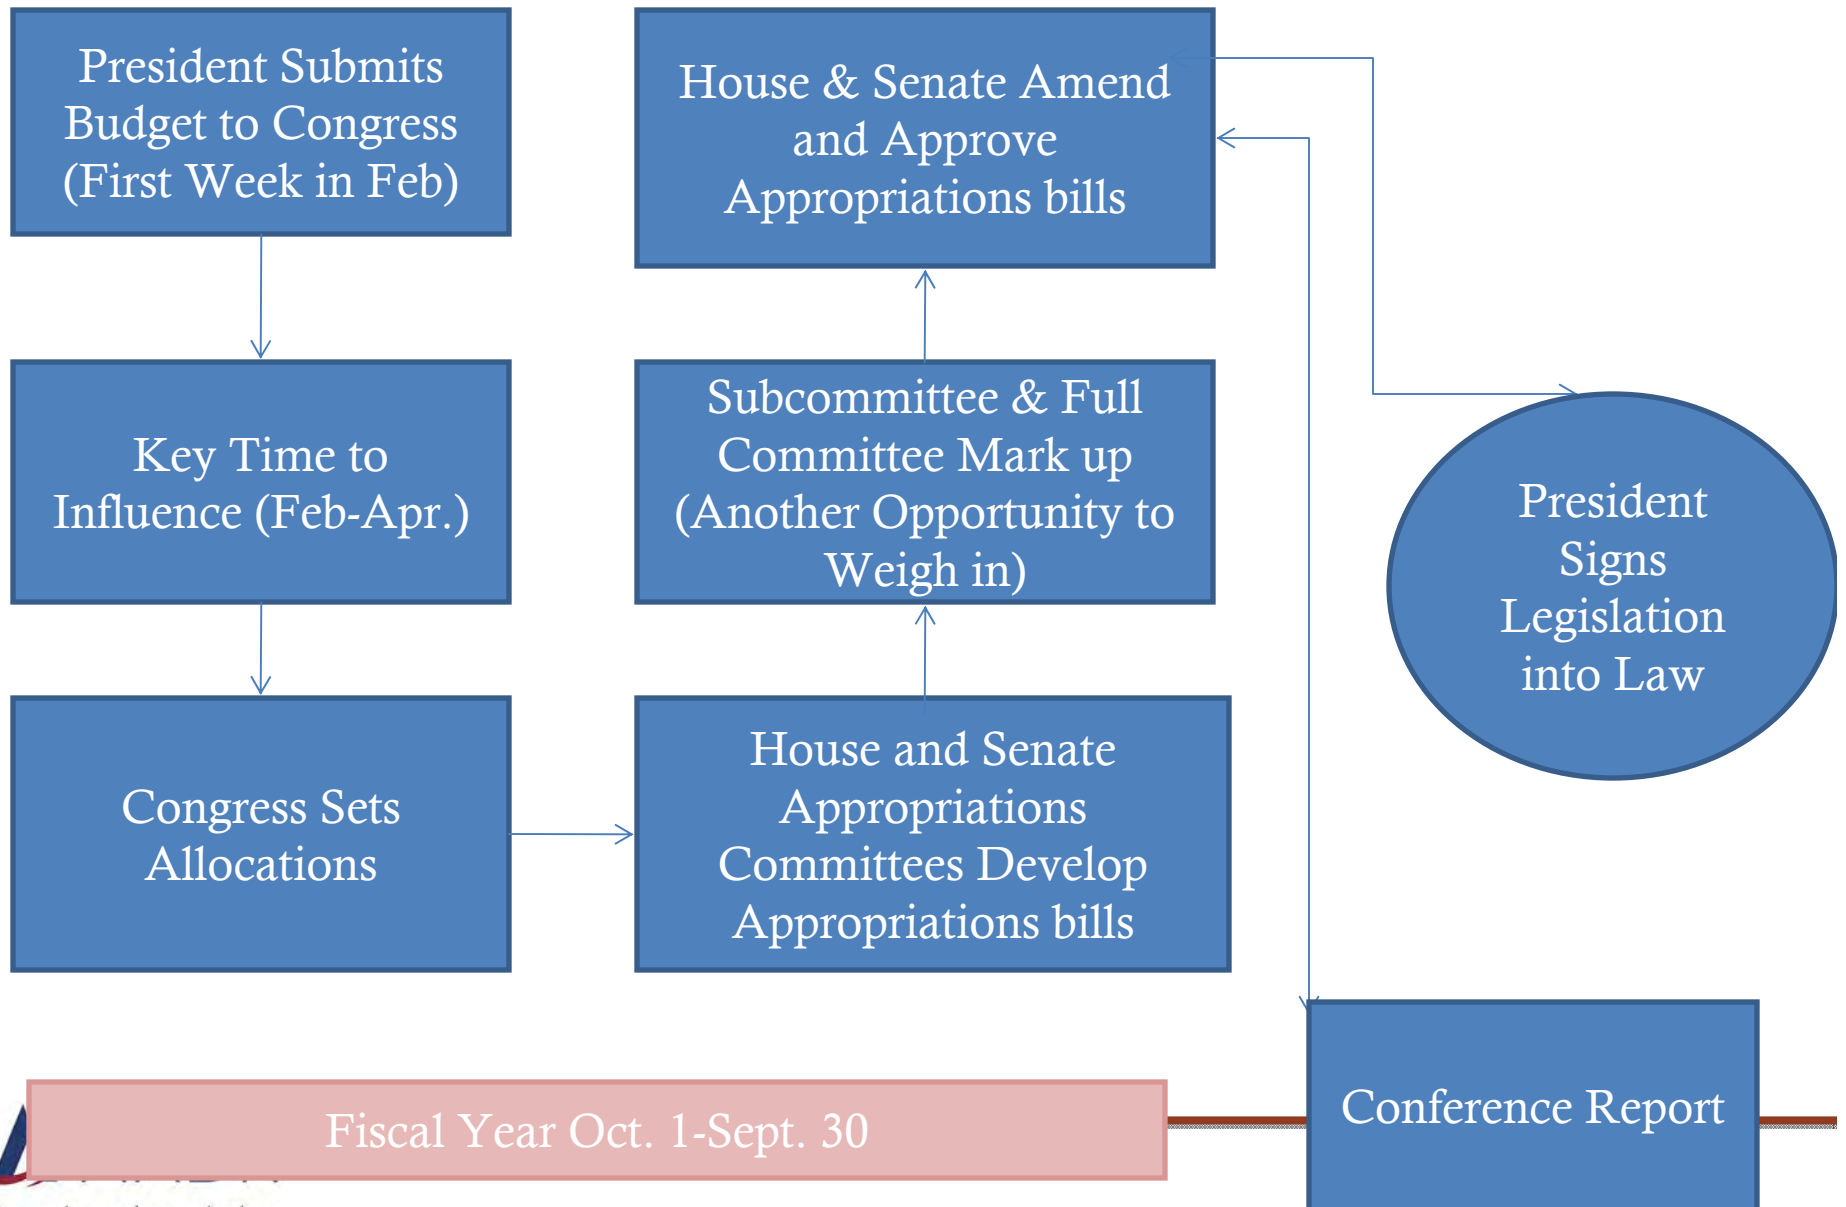 President Submits
Budget to Congress
(First Week in Feb)
Key Time to
Influence (Feb-Apr.)
Congress Sets
Allocations
House & Senate Amend
and Approve
Appropriations bills
Subcommittee & Full
Committee Mark up
(Another Opportunity to
Weigh in)
House and Senate
Appropriations
Committees Develop
Appropriations bills
President
Signs
Legislation
into Law
Conference Report
Fiscal Year Oct. 1-Sept. 30